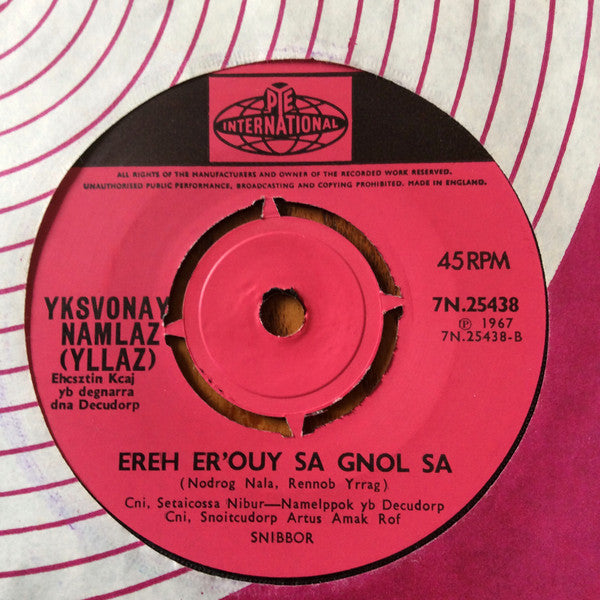 PYE
INTERNATIONAL
ALL RIGHTS OF THE MANUFACTURERS AND OWNER OF THE RECORDED WORK RESERVED.
UNAUTHORISED PUBLIC PERFORMANCE, BROADCASTING AND COPYING PROHIBITED. MADE IN ENGLAND.
45RPM
YKSVONAY
NAMLAZ
(YLLAZ)
Ehcsztin Kcaj
yb degnarra
dna Decudorp
7N.25438
Ⓟ 1967
7N.25438-B
EREH ER'OUY SA GNOL SA
(Nodrog Nala, Rennob Yrrag)
Cni, Setaicossa Nibur—Namelppok yb Decudorp
Cni, Snoitcudorp Artus Amak Rof
SNIBBOR